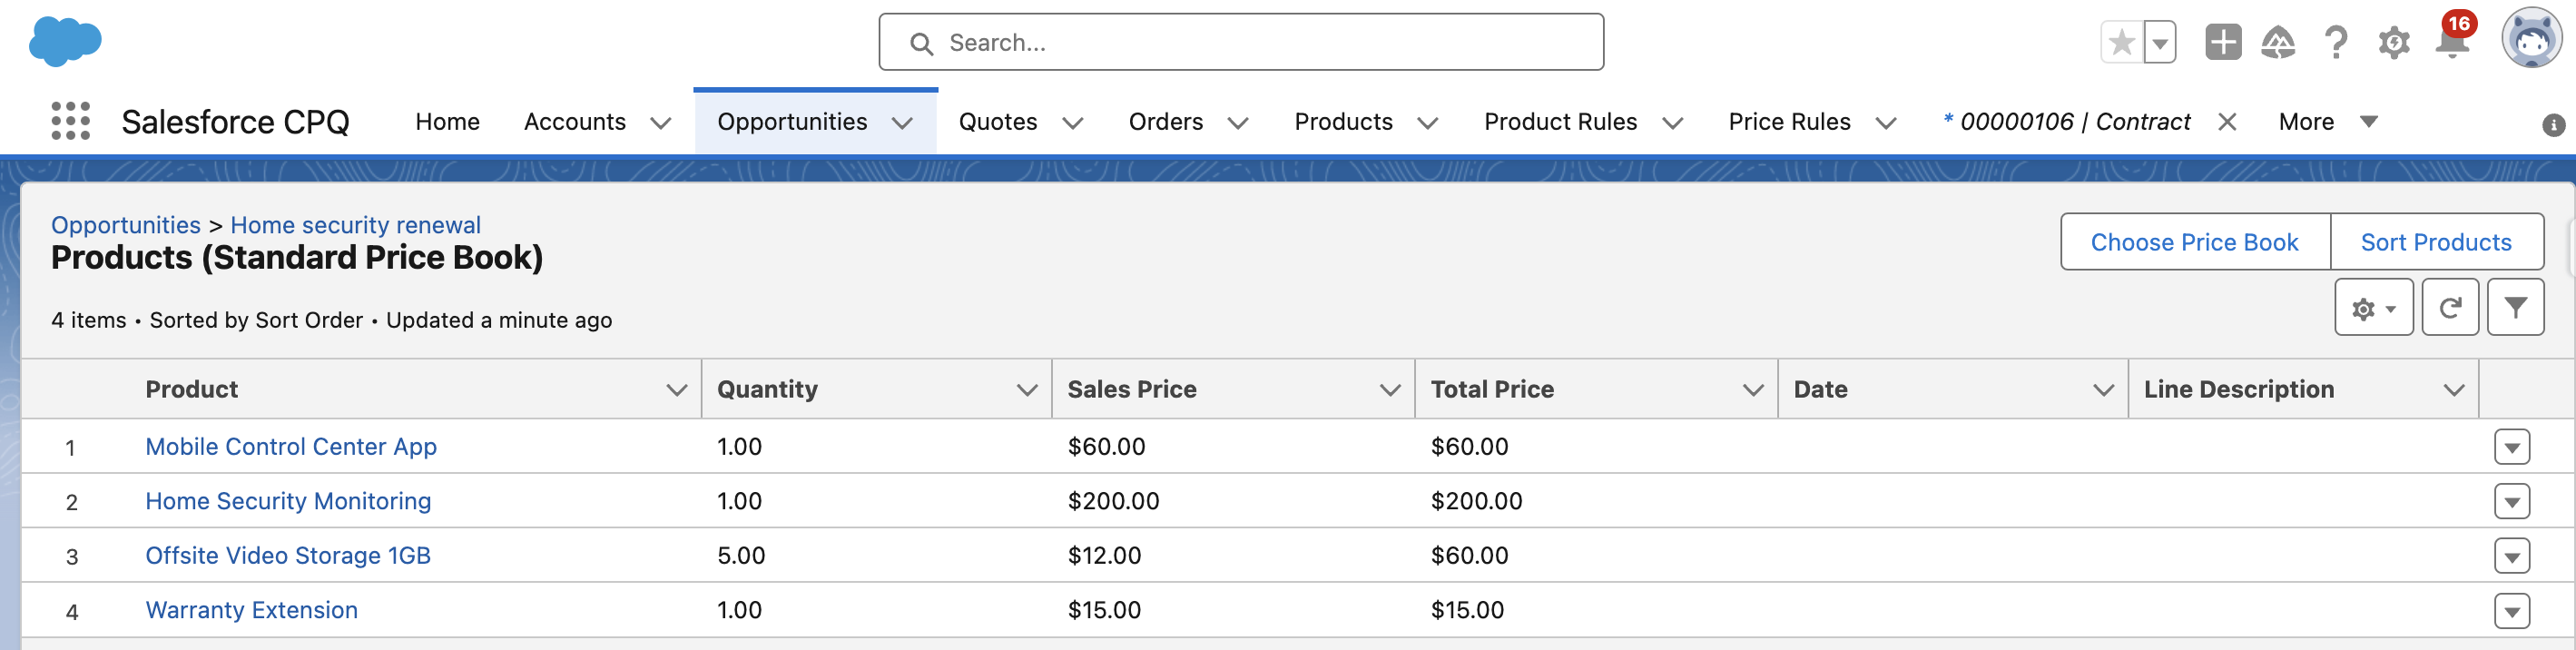 Search...
16
Salesforce CPQ Home Accounts Opportunities Quotes Orders Products Product Rules Price Rules * 00000106 | Contract More
Opportunities > Home security renewal
Products (Standard Price Book)
Choose Price Book Sort Products
4 items • Sorted by Sort Order • Updated a minute ago
Product Quantity Sales Price Total Price Date Line Description
1 Mobile Control Center App 1.00 $60.00 $60.00
2 Home Security Monitoring 1.00 $200.00 $200.00
3 Offsite Video Storage 1GB 5.00 $12.00 $60.00
4 Warranty Extension 1.00 $15.00 $15.00